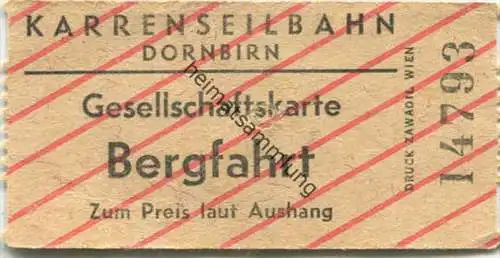 KARRENSEILBAHN
DORNBIRN
Gesellschaftskarte
Bergfahrt
Zum Preis laut Aushang
DRUCK ZAWADIL WIEN
14793
heimatsammlung